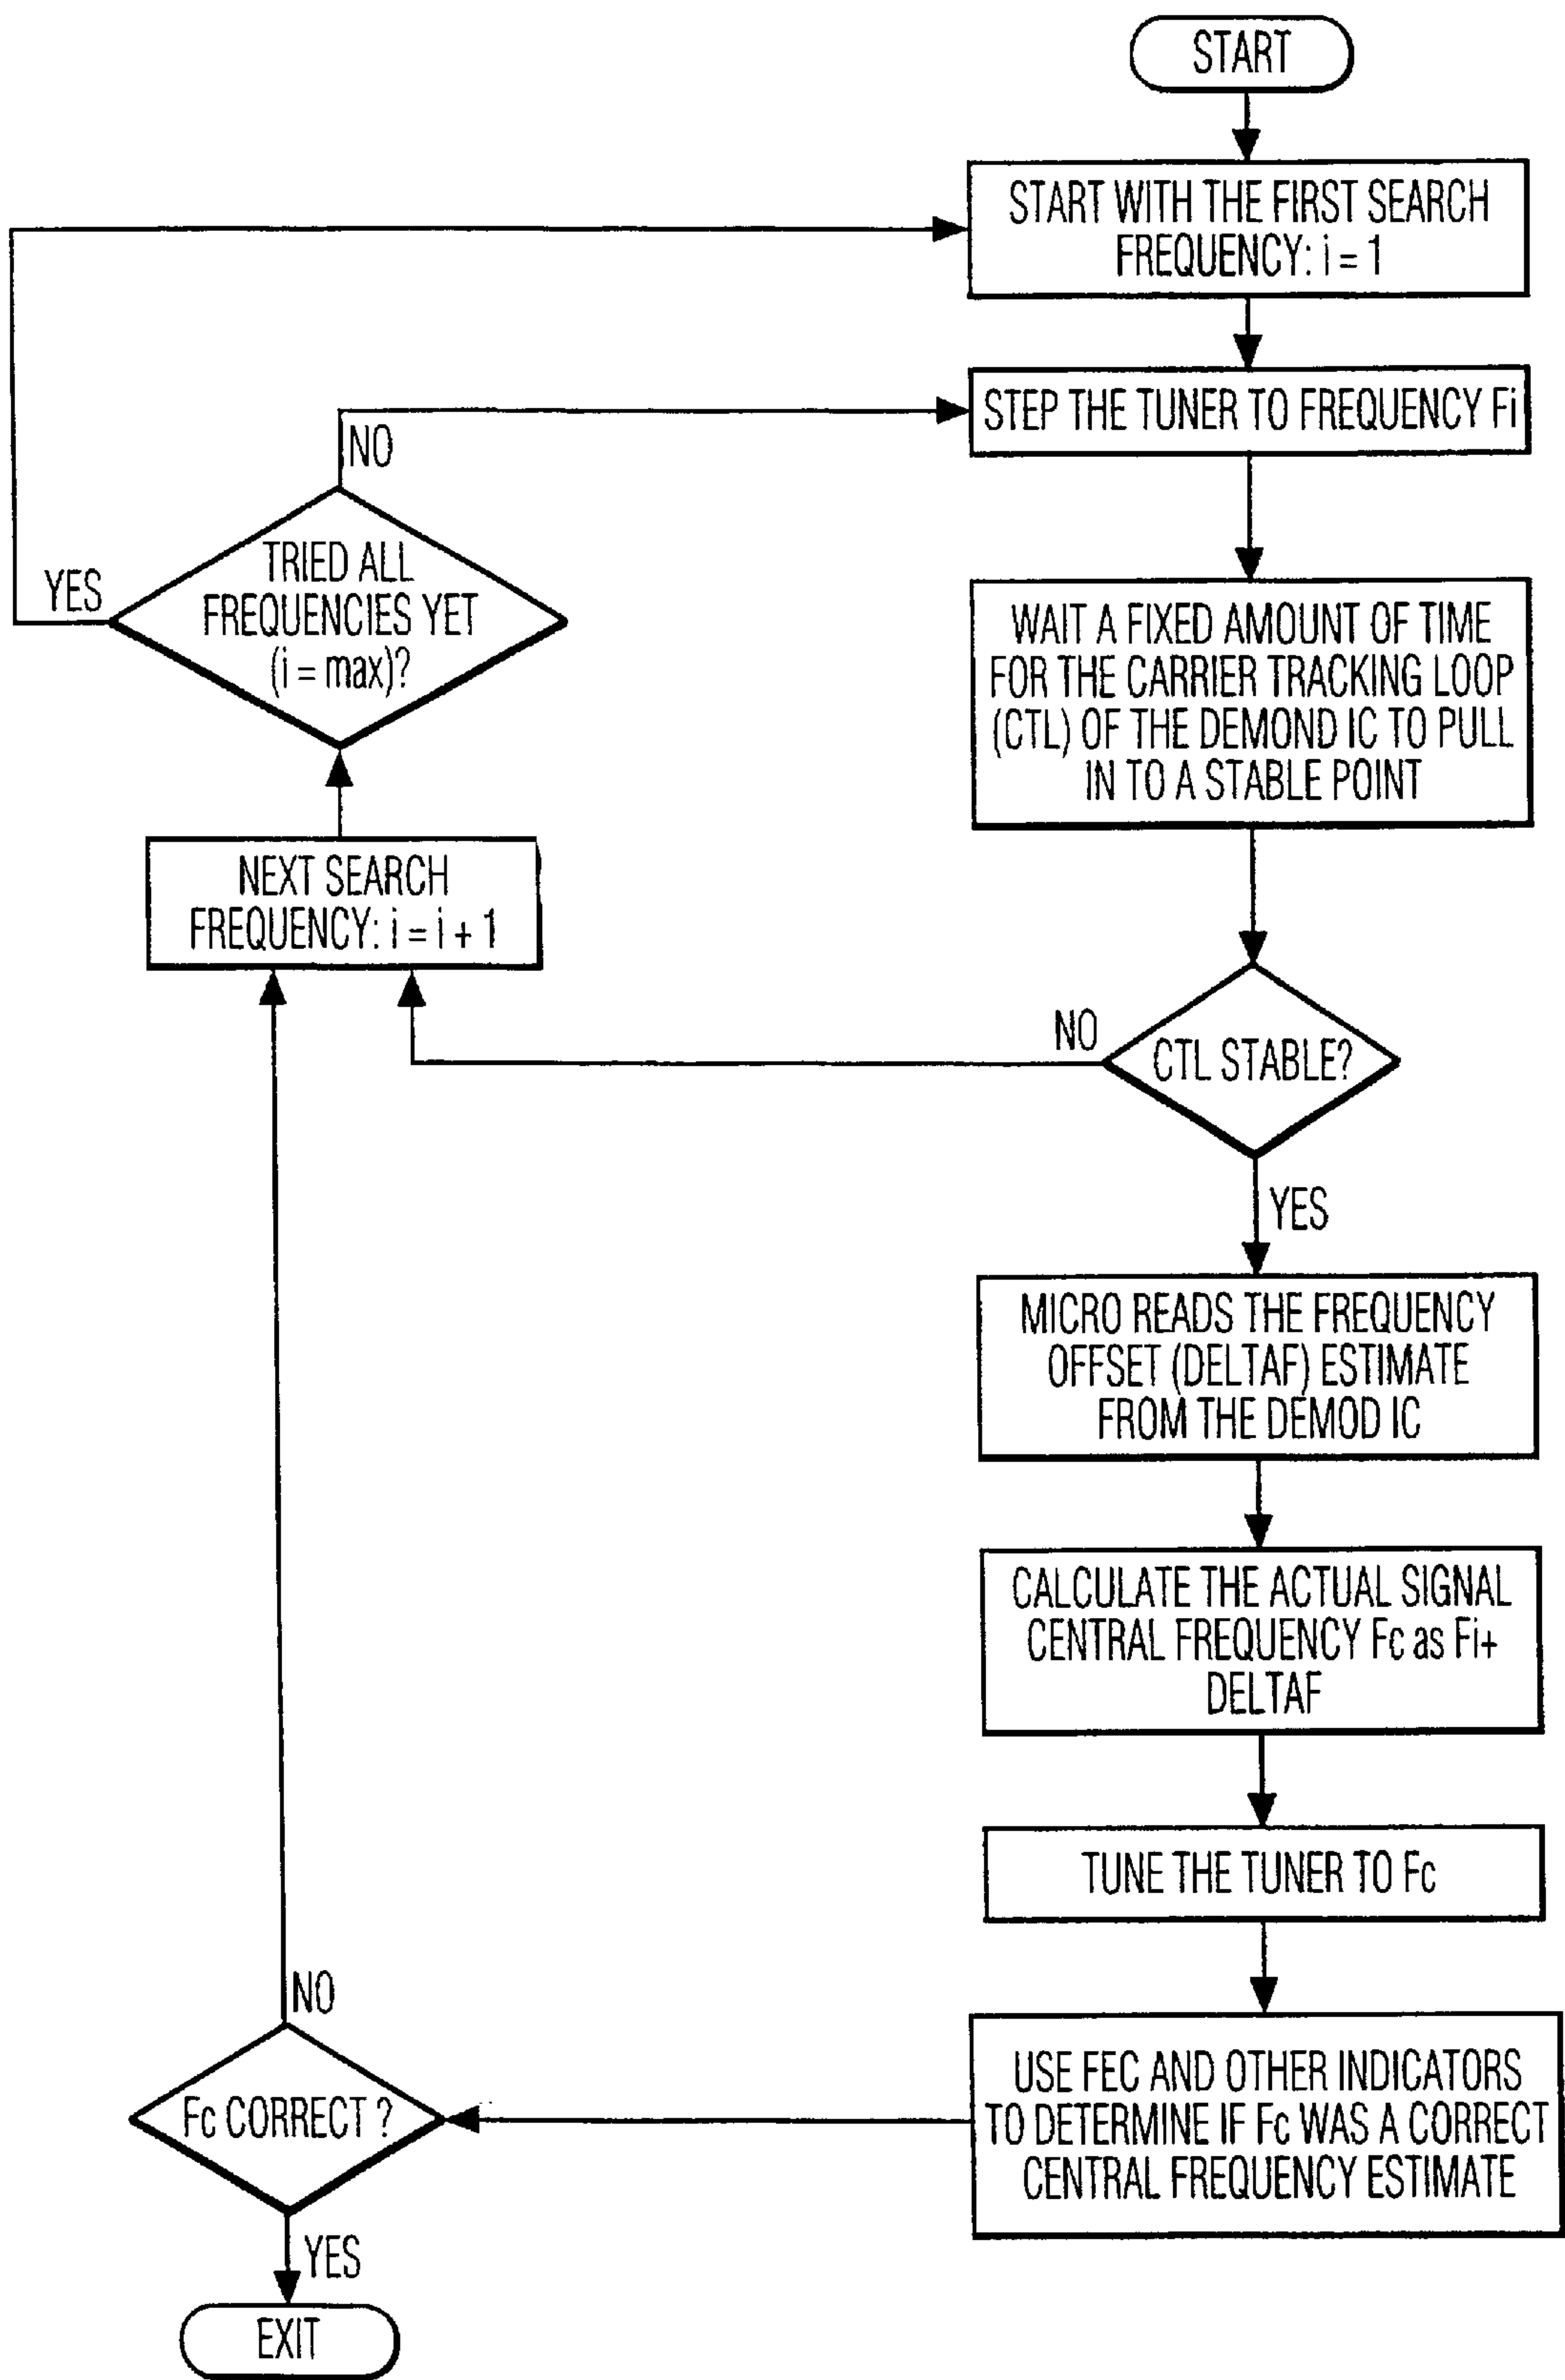 START
START WITH THE FIRST SEARCH
FREQUENCY: i = 1
STEP THE TUNER TO FREQUENCY Fi
NO
TRIED ALL
FREQUENCIES YET
(i = max)?
YES
WAIT A FIXED AMOUNT OF TIME
FOR THE CARRIER TRACKING LOOP
(CTL) OF THE DEMOND IC TO PULL
IN TO A STABLE POINT
NEXT SEARCH
FREQUENCY: i = i + 1
NO
CTL STABLE?
YES
MICRO READS THE FREQUENCY
OFFSET (DELTAF) ESTIMATE
FROM THE DEMOD IC
CALCULATE THE ACTUAL SIGNAL
CENTRAL FREQUENCY Fc as Fi+
DELTAF
TUNE THE TUNER TO Fc
USE FEC AND OTHER INDICATORS
TO DETERMINE IF Fc WAS A CORRECT
CENTRAL FREQUENCY ESTIMATE
NO
Fc CORRECT ?
YES
EXIT